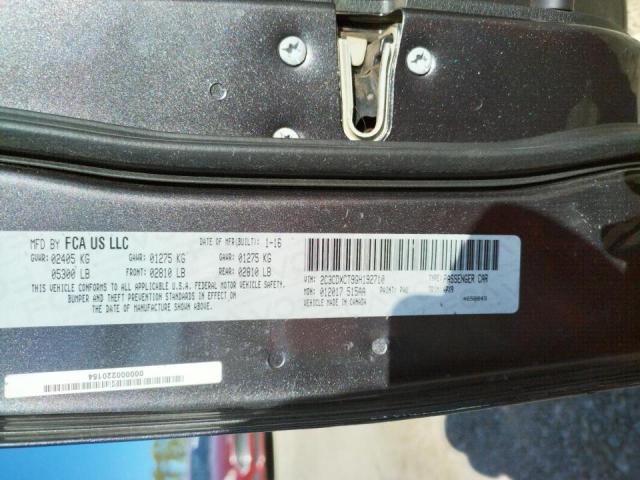 MFD BY FCA US LLC DATE OF MFR(BUILT): 1-16
GVWR: 02405 KG GAWR: 01275 KG GAWR: 01275 KG
05300 LB FRONT: 02810 LB REAR: 02810 LB
THIS VEHICLE CONFORMS TO ALL APPLICABLE U.S.A. FEDERAL MOTOR VEHICLE SAFETY,
BUMPER AND THEFT PREVENTION STANDARDS IN EFFECT ON
THE DATE OF MANUFACTURE SHOWN ABOVE.
VIN: 2C3CDXCT9GH192710 TYPE: PASSENGER CAR
MDH: 012017 515AA PAINT: TRIM:
VEHICLE MADE IN CANADA
000000220154